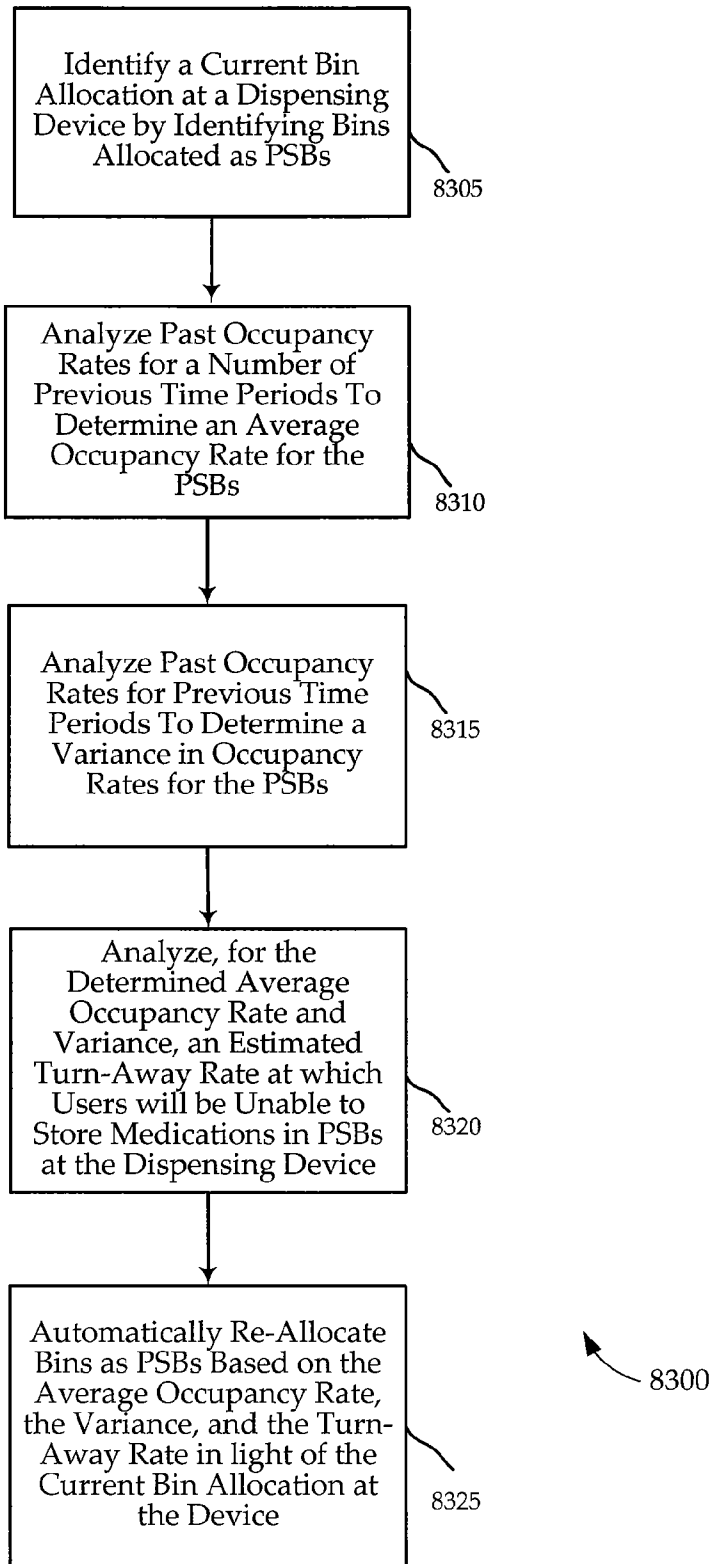 Identify a Current Bin
Allocation at a Dispensing
Device by Identifying Bins
Allocated as PSBs
8305
Analyze Past Occupancy
Rates for a Number of
Previous Time Periods To
Determine an Average
Occupancy Rate for the
PSBs
8310
Analyze Past Occupancy
Rates for Previous Time
Periods To Determine a
Variance in Occupancy
Rates for the PSBs
8315
Analyze, for the
Determined Average
Occupancy Rate and
Variance, an Estimated
Turn-Away Rate at which
Users will be Unable to
Store Medications in PSBs
at the Dispensing Device
8320
Automatically Re-Allocate
Bins as PSBs Based on the
Average Occupancy Rate,
the Variance, and the Turn-
Away Rate in light of the
Current Bin Allocation at
the Device
8325
8300